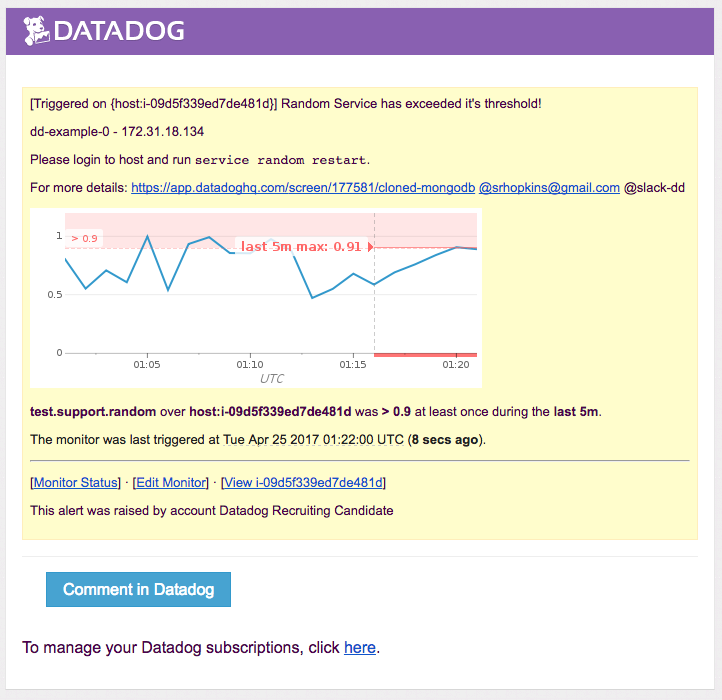 DATADOG
[Triggered on {host:i-09d5f339ed7de481d}] Random Service has exceeded it's threshold!
dd-example-0 - 172.31.18.134
Please login to host and run service random restart.
For more details: https://app.datadoghq.com/screen/177581/cloned-mongodb @srhopkins@gmail.com @slack-dd
1
> 0.9
last 5m max: 0.91
0.5
0
01:05 01:10 01:15 01:20
UTC
test.support.random over host:i-09d5f339ed7de481d was > 0.9 at least once during the last 5m.
The monitor was last triggered at Tue Apr 25 2017 01:22:00 UTC (8 secs ago).
[Monitor Status] · [Edit Monitor] · [View i-09d5f339ed7de481d]
This alert was raised by account Datadog Recruiting Candidate
Comment in Datadog
To manage your Datadog subscriptions, click here.